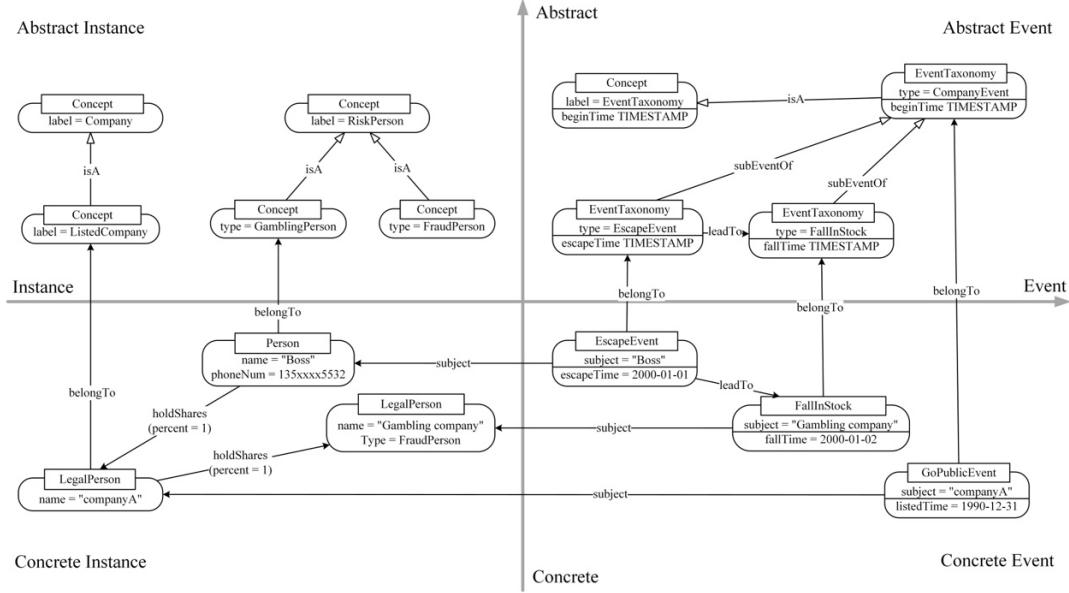 Abstract
Abstract Instance
Abstract Event
Concept
label = Company
Concept
label = RiskPerson
Concept
label = EventTaxonomy
beginTime TIMESTAMP
isA
EventTaxonomy
type = CompanyEvent
beginTime TIMESTAMP
isA
isA
isA
subEventOf
subEventOf
Concept
label = ListedCompany
Concept
type = GamblingPerson
Concept
type = FraudPerson
EventTaxonomy
type = EscapeEvent
escapeTime TIMESTAMP
leadTo
EventTaxonomy
type = FallInStock
fallTime TIMESTAMP
Instance
Event
belongTo
belongTo
belongTo
belongTo
belongTo
Person
name = "Boss"
phoneNum = 135xxxx5532
subject
EscapeEvent
subject = "Boss"
escapeTime = 2000-01-01
leadTo
holdShares
(percent = 1)
LegalPerson
name = "Gambling company"
Type = FraudPerson
subject
FallInStock
subject = "Gambling company"
fallTime = 2000-01-02
holdShares
(percent = 1)
LegalPerson
name = "companyA"
subject
GoPublicEvent
subject = "companyA"
listedTime = 1990-12-31
Concrete Instance
Concrete Event
Concrete